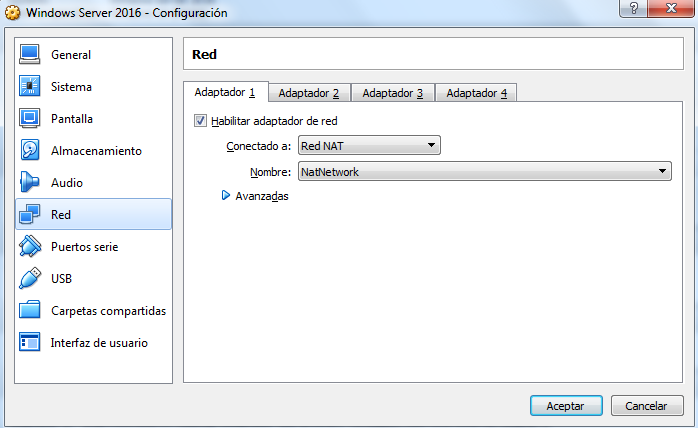 Windows Server 2016 - Configuración
General
Sistema
Pantalla
Almacenamiento
Audio
Red
Puertos serie
USB
Carpetas compartidas
Interfaz de usuario
Red
Adaptador 1 Adaptador 2 Adaptador 3 Adaptador 4
Habilitar adaptador de red
Conectado a: Red NAT
Nombre: NatNetwork
Avanzadas
Aceptar Cancelar